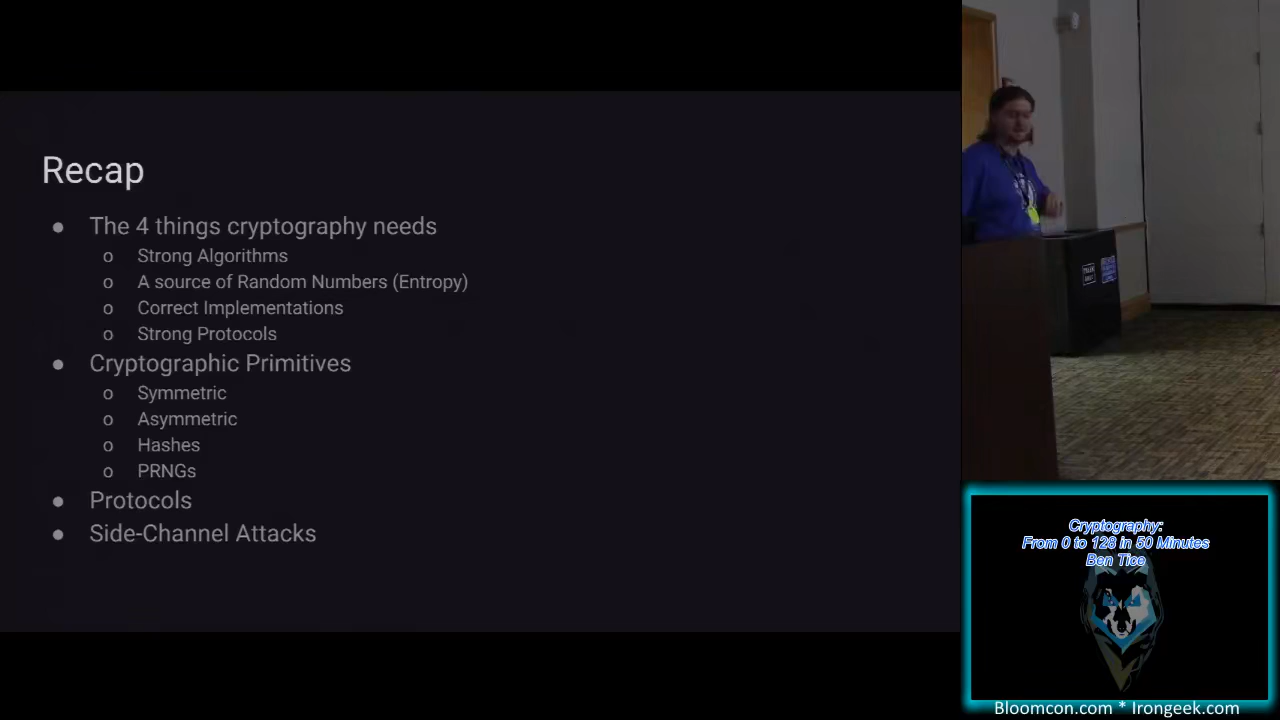 Recap
● The 4 things cryptography needs
o Strong Algorithms
o A source of Random Numbers (Entropy)
o Correct Implementations
o Strong Protocols
● Cryptographic Primitives
o Symmetric
o Asymmetric
o Hashes
o PRNGs
● Protocols
● Side-Channel Attacks
Cryptography:
From 0 to 128 in 50 Minutes
Ben Tice
Bloomcon.com * Irongeek.com